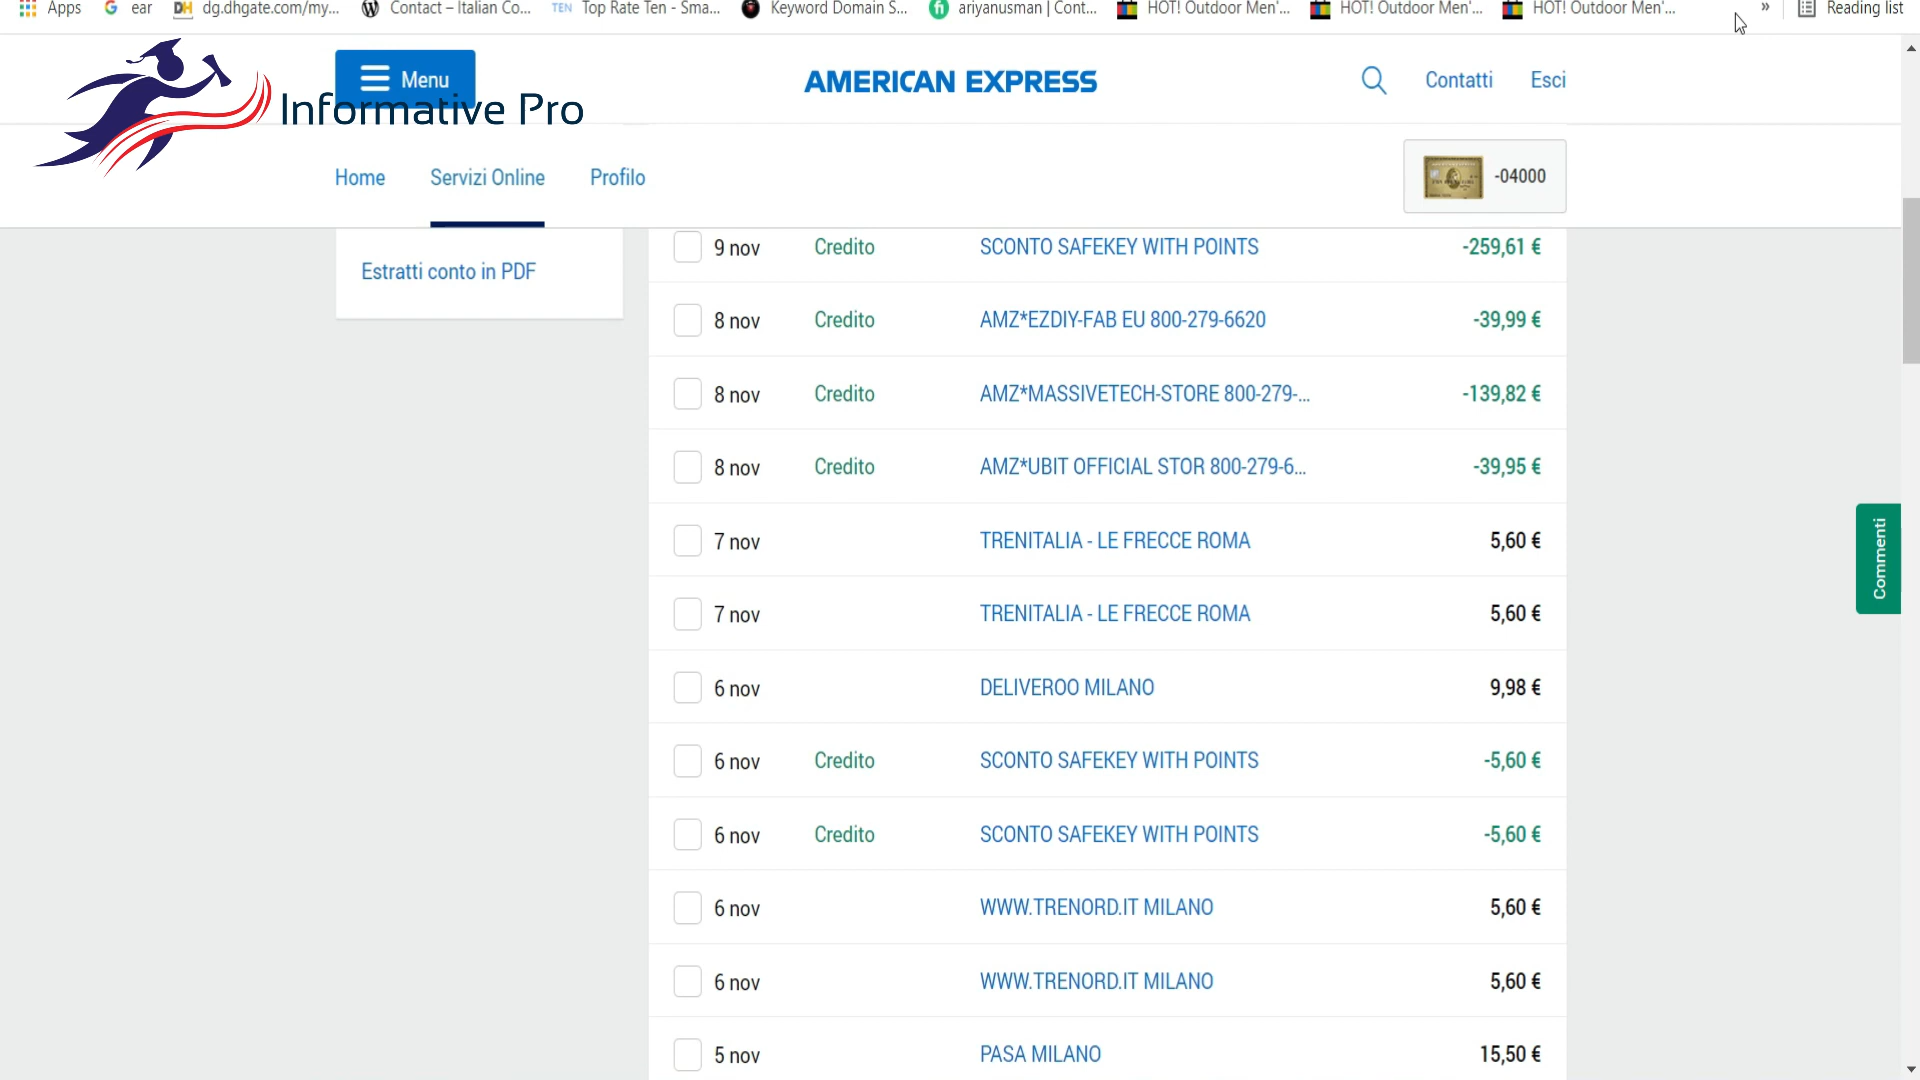 Apps ear dg.dhgate.com/my... Contact – Italian Co... TEN Top Rate Ten - Sma... Keyword Domain S... fi ariyanusman | Cont... HOT! Outdoor Men'... HOT! Outdoor Men'... HOT! Outdoor Men'... » Reading list
Menu
AMERICAN EXPRESS
Contatti Esci
Informative Pro
Home Servizi Online Profilo
-04000
Estratti conto in PDF
9 nov Credito SCONTO SAFEKEY WITH POINTS -259,61 €
8 nov Credito AMZ*EZDIY-FAB EU 800-279-6620 -39,99 €
8 nov Credito AMZ*MASSIVETECH-STORE 800-279-... -139,82 €
8 nov Credito AMZ*UBIT OFFICIAL STOR 800-279-6... -39,95 €
7 nov TRENITALIA - LE FRECCE ROMA 5,60 €
7 nov TRENITALIA - LE FRECCE ROMA 5,60 €
6 nov DELIVEROO MILANO 9,98 €
6 nov Credito SCONTO SAFEKEY WITH POINTS -5,60 €
6 nov Credito SCONTO SAFEKEY WITH POINTS -5,60 €
6 nov WWW.TRENORD.IT MILANO 5,60 €
6 nov WWW.TRENORD.IT MILANO 5,60 €
5 nov PASA MILANO 15,50 €
Commenti